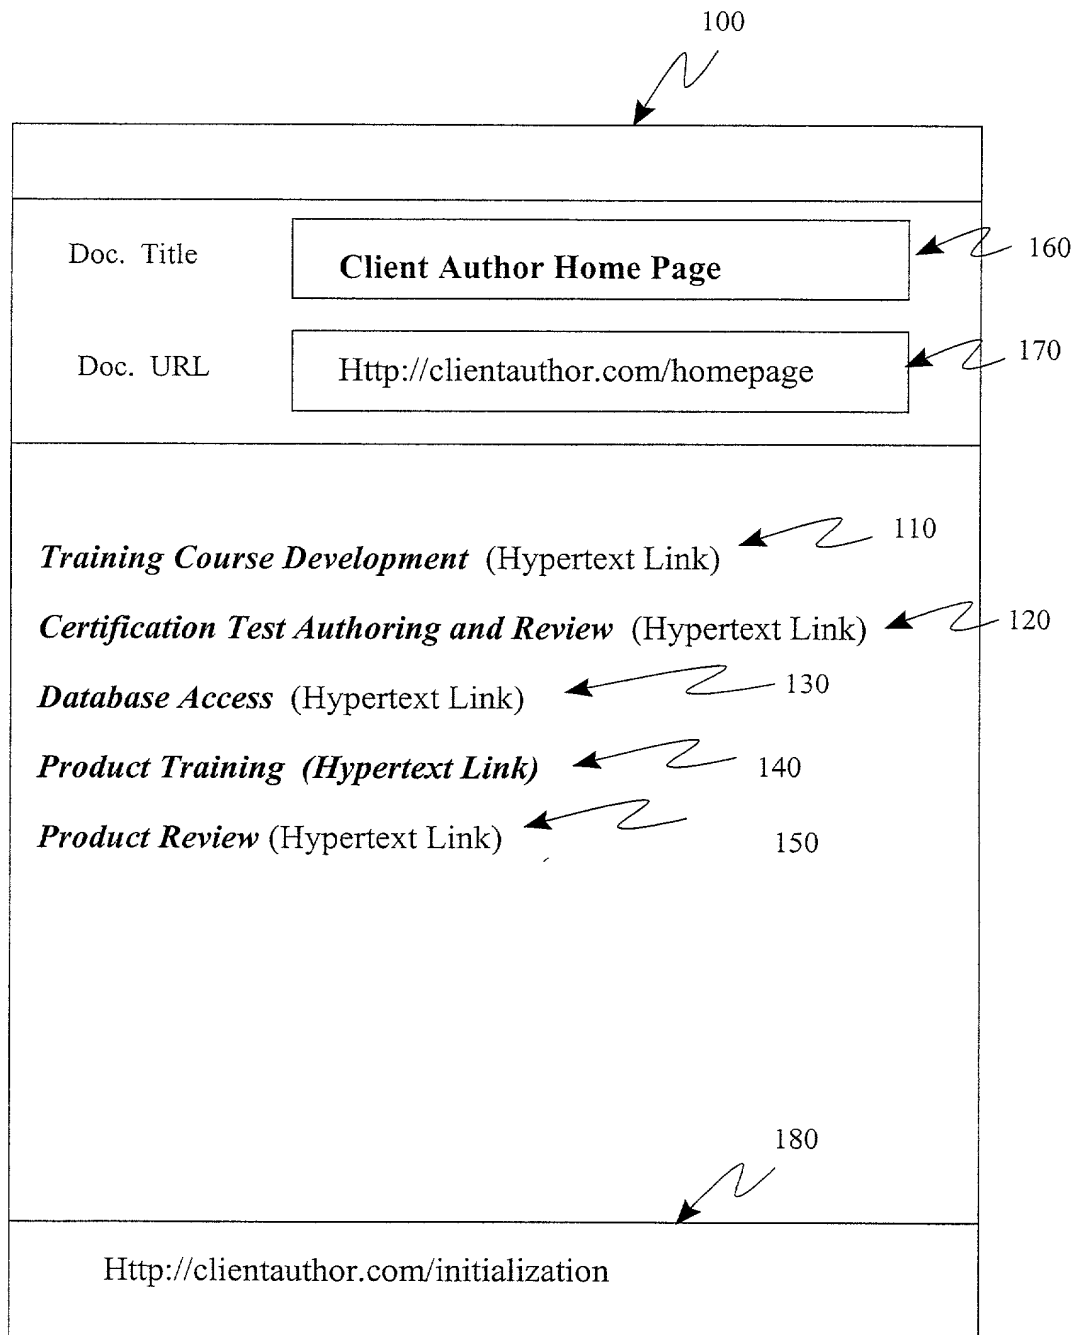 100
Doc. Title
Client Author Home Page
160
Doc. URL
Http://clientauthor.com/homepage
170
Training Course Development (Hypertext Link)
110
Certification Test Authoring and Review (Hypertext Link)
120
Database Access (Hypertext Link)
130
Product Training (Hypertext Link)
140
Product Review (Hypertext Link)
150
180
Http://clientauthor.com/initialization